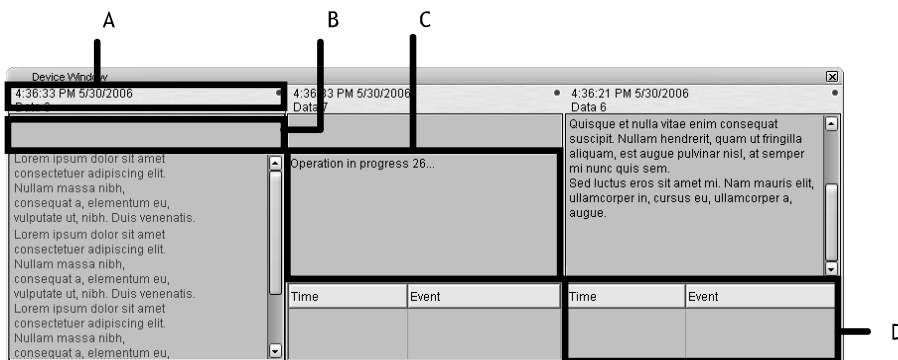 A
B
C
Device Window
4:36:33 PM 5/30/2006
4:36:33 PM 5/30/2006
4:36:21 PM 5/30/2006
Data
Data 7
Data 6
Lorem ipsum dolor sit amet
consectetuer adipiscing elit.
Nullam massa nibh,
consequat a, elementum eu,
vulputate ut, nibh. Duis venenatis.
Lorem ipsum dolor sit amet
consectetuer adipiscing elit.
Nullam massa nibh,
consequat a, elementum eu,
vulputate ut, nibh. Duis venenatis.
Lorem ipsum dolor sit amet
consectetuer adipiscing elit.
Nullam massa nibh,
consequat a, elementum eu,
Operation in progress 26...
Time
Event
Quisque et nulla vitae enim consequat
suscipit. Nullam hendrerit, quam ut fringilla
aliquam, est augue pulvinar nisl, at semper
mi nunc quis sem.
Sed luctus eros sit amet mi. Nam mauris elit,
ullamcorper in, cursus eu, ullamcorper a,
augue.
Time
Event
D